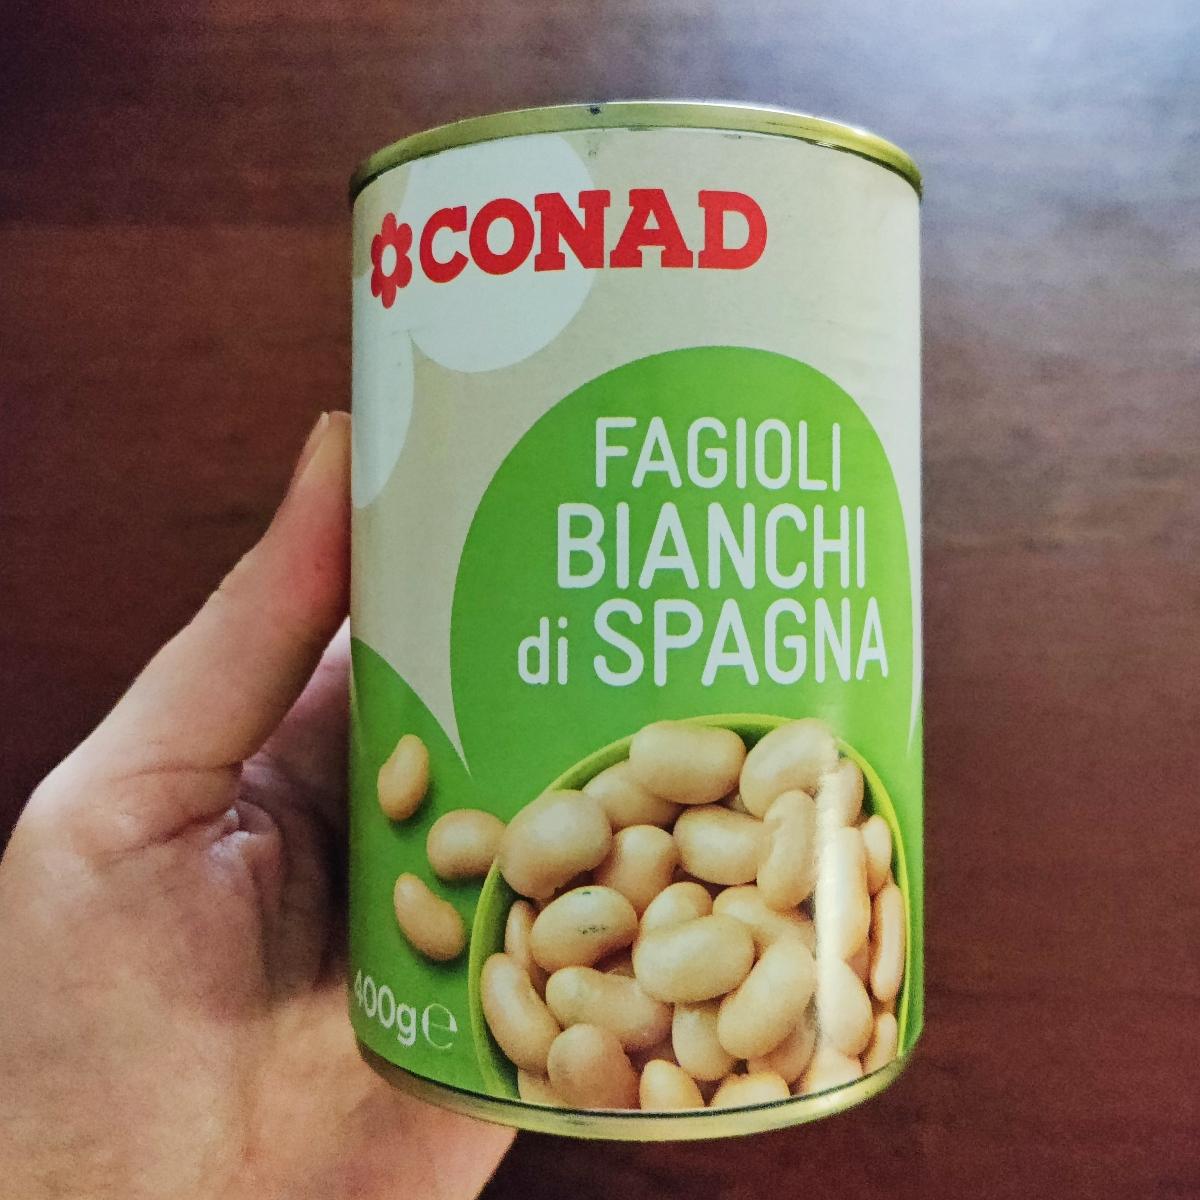 CONAD
FAGIOLI
BIANCHI
di SPAGNA
400g℮